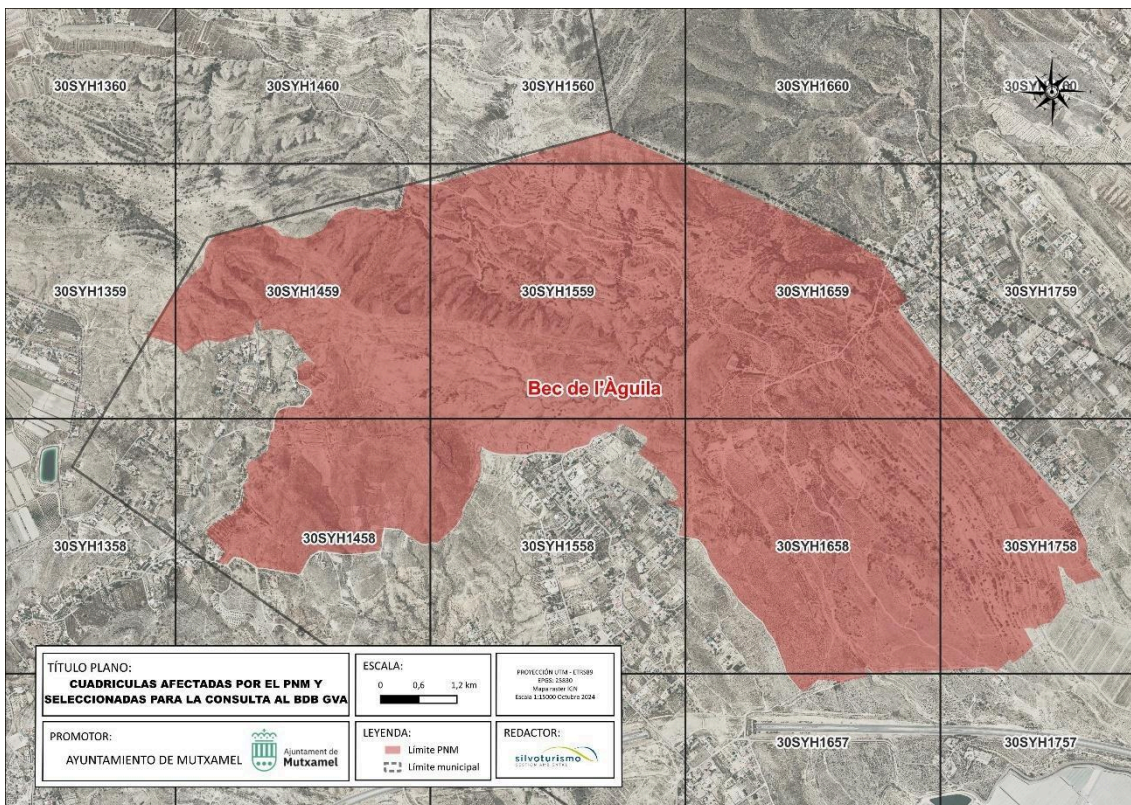 30SYH1360
30SYH1460
30SYH1560
30SYH1660
30SYH1359
30SYH1459
30SYH1559
30SYH1659
30SYH1759
Bec de l'Àguila
30SYH1358
30SYH1458
30SYH1558
30SYH1658
30SYH1758
30SYH1657
30SYH1757
TÍTULO PLANO:
CUADRICULAS AFECTADAS POR EL PNM Y
SELECCIONADAS PARA LA CONSULTA AL BDB GVA
ESCALA:
0 0,6 1,2 km
PROYECCIÓN UTM - ETRS89
EPGS: 25830
Mapa raster IGN
Escala 1:15000 Octubre 2024
PROMOTOR:
AYUNTAMIENTO DE MUTXAMEL
Ajuntament de
Mutxamel
LEYENDA:
Límite PNM
Límite municipal
REDACTOR:
silvoturismo